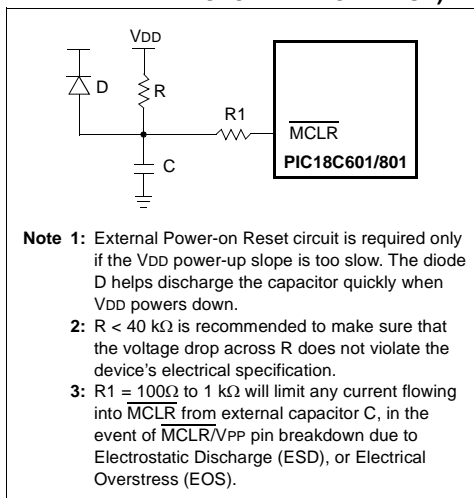 VDD
D
R
R1
MCLR
C
PIC18C601/801
Note 1: External Power-on Reset circuit is required only
if the VDD power-up slope is too slow. The diode
D helps discharge the capacitor quickly when
VDD powers down.
2: R < 40 kΩ is recommended to make sure that
the voltage drop across R does not violate the
device's electrical specification.
3: R1 = 100Ω to 1 kΩ will limit any current flowing
into MCLR from external capacitor C, in the
event of MCLR/VPP pin breakdown due to
Electrostatic Discharge (ESD), or Electrical
Overstress (EOS).